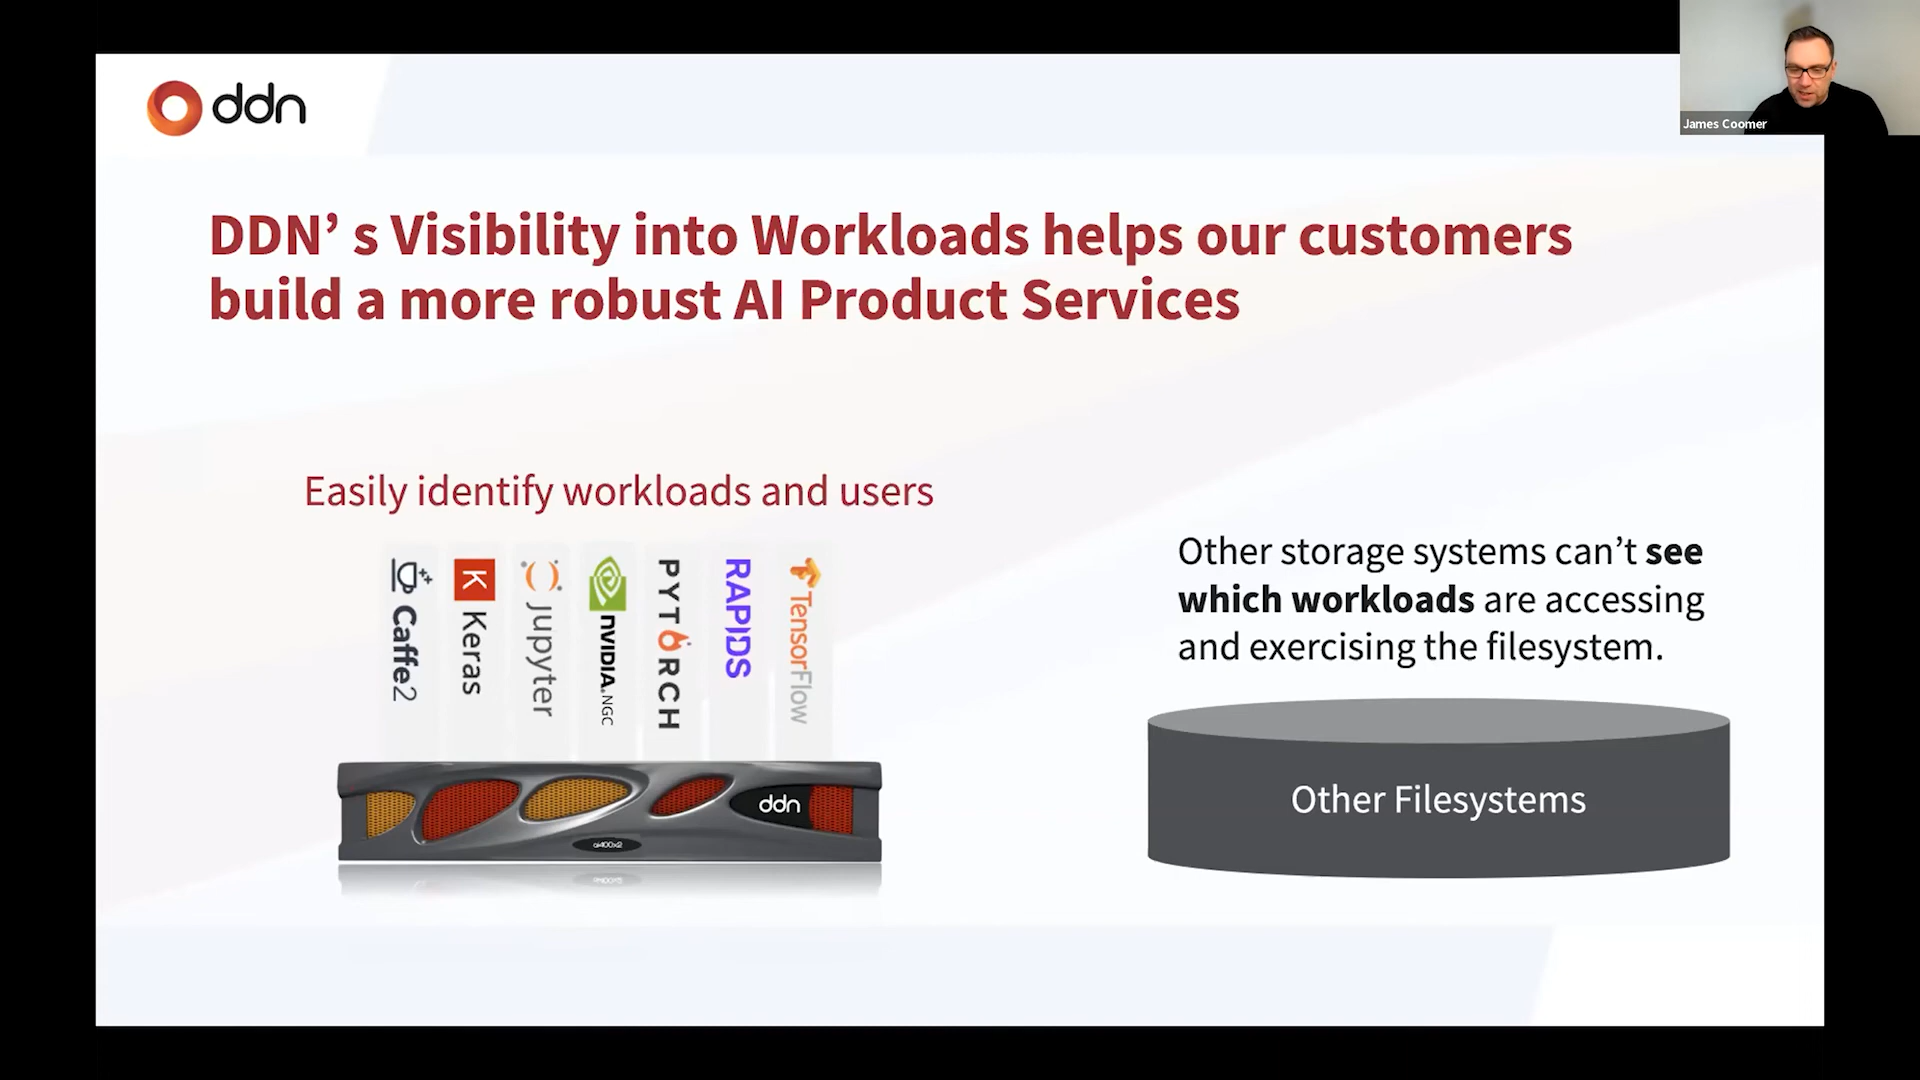 ddn
James Coomer
DDN’ s Visibility into Workloads helps our customers
build a more robust AI Product Services
Easily identify workloads and users
Caffe2
K Keras
Jupyter
NVIDIA. NGC
PYTORCH
RAPIDS
TensorFlow
ddn
ai400x2
Other storage systems can’t see
which workloads are accessing
and exercising the filesystem.
Other Filesystems